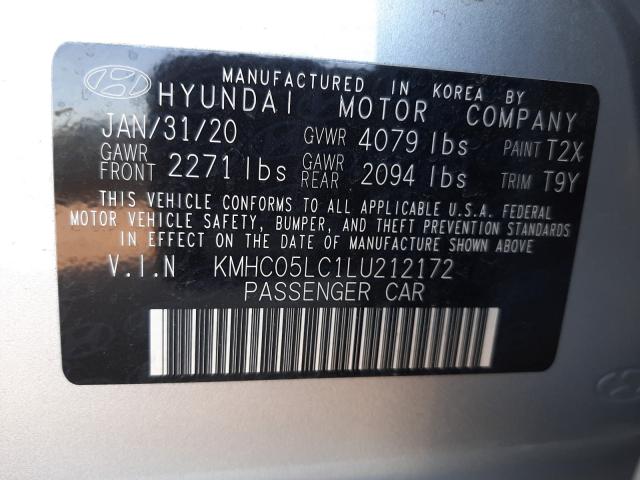 MANUFACTURED IN KOREA BY
HYUNDAI MOTOR COMPANY
JAN/31/20 GVWR 4079 lbs PAINT T2X
GAWR FRONT 2271 lbs GAWR REAR 2094 lbs TRIM T9Y
THIS VEHICLE CONFORMS TO ALL APPLICABLE U.S.A. FEDERAL
MOTOR VEHICLE SAFETY, BUMPER, AND THEFT PREVENTION STANDARDS
IN EFFECT ON THE DATE OF MANUFACTURE SHOWN ABOVE.
V.I.N KMHC05LC1LU212172
PASSENGER CAR